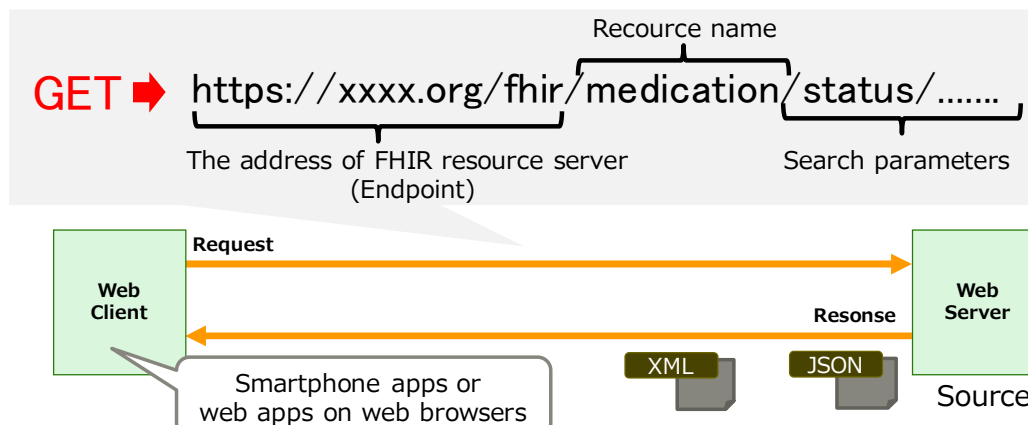 Recource name
GET
https://xxxx.org/fhir/medication/status/.......
The address of FHIR resource server
(Endpoint)
Search parameters
Request
Web
Client
Web
Server
Resonse
XML
JSON
Smartphone apps or
web apps on web browsers
Source